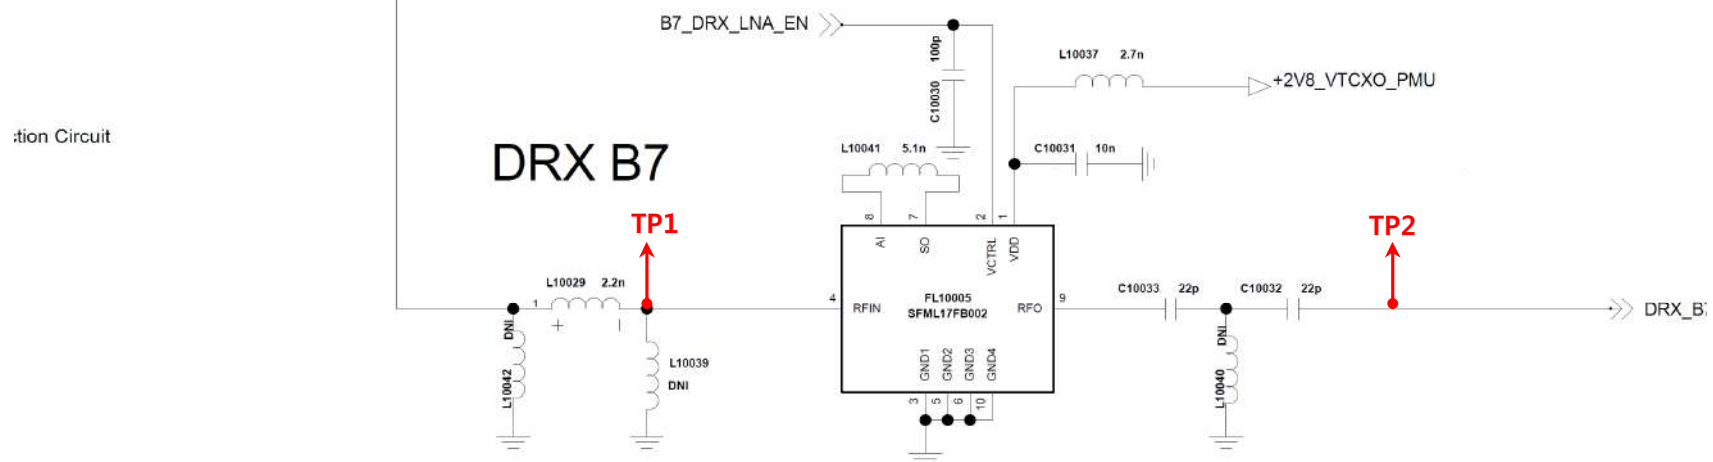 B7_DRX_LNA_EN
100p
C10030
L10037 2.7n
+2V8_VTCXO_PMU
ction Circuit
DRX B7
L10041 5.1n
C10031 10n
TP1
TP2
8
7
2
1
AI
SO
VCTRL
VDD
L10029 2.2n
1
+
4
RFIN
FL10005
SFML17FB002
RFO
9
C10033 22p
C10032 22p
DRX_B7
DNI
L10042
L10039
DNI
GND1
GND2
GND3
GND4
3
5
6
10
DNI
L10040